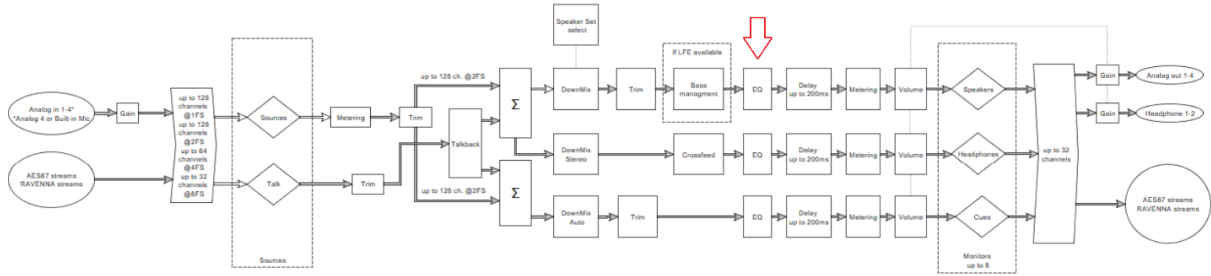 Speaker Set
select
If LFE available
up to 128 ch. @2FS
Analog in 1-4*
*Analog 4 or Built-in Mic
Gain
up to 128
channels
@1FS
up to 128
channels
@2FS
up to 64
channels
@4FS
up to 32
channels
@8FS
Sources
Metering
Trim
Σ
DownMix
Trim
Bass
managment
EQ
Delay
up to 200ms
Metering
Volume
Speakers
Gain
Analog out 1-4
Gain
Headphone 1-2
Talkback
DownMix
Stereo
Crossfeed
EQ
Delay
up to 200ms
Metering
Volume
Headphones
up to 32
channels
AES67 streams
RAVENNA streams
Talk
Trim
up to 128 ch. @2FS
Σ
DownMix
Auto
Trim
EQ
Delay
up to 200ms
Metering
Volume
Cues
AES67 streams
RAVENNA streams
Sources
Monitors
up to 8